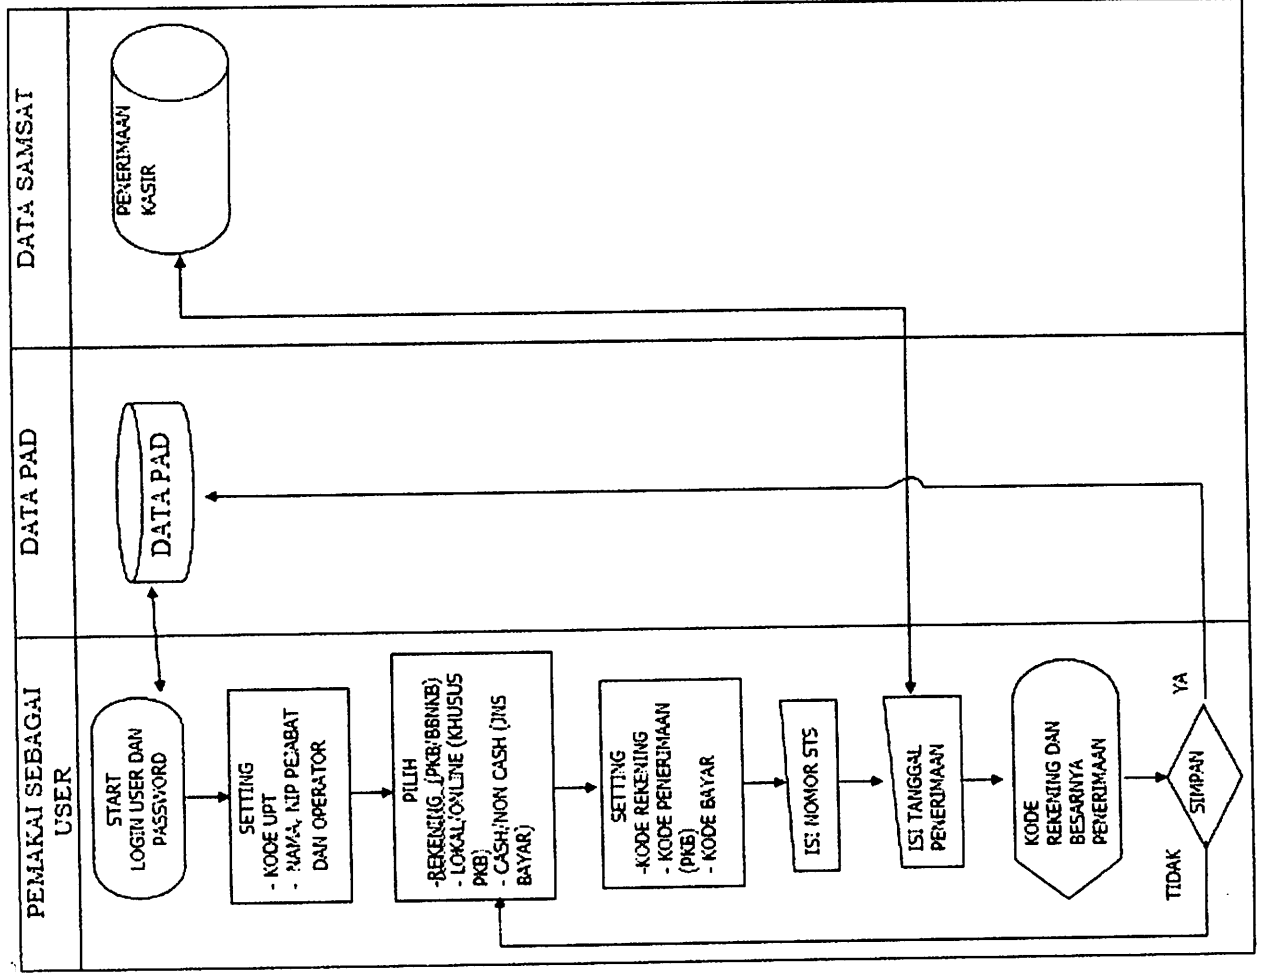 PEMAKAI SEBAGAI
USER
DATA PAD
DATA SAMSAT
START
LOGIN USER DAN
PASSWORD
DATA PAD
PENERIMAAN
KASIR
SETTING
- KODE UPT
- NAMA, NIP PEJABAT
DAN OPERATOR
PILIH
-REKENING (PKB/BBNKB)
- LOKAL/ONLINE (KHUSUS
PKB)
- CASH/NON CASH (JNS
BAYAR)
SETTING
-KODE REKENING
- KODE PENERIMAAN
(PKB)
- KODE BAYAR
ISI NOMOR STS
ISI TANGGAL
PENERIMAAN
KODE
REKENING DAN
BESARNYA
PENERIMAAN
TIDAK
SIMPAN
YA